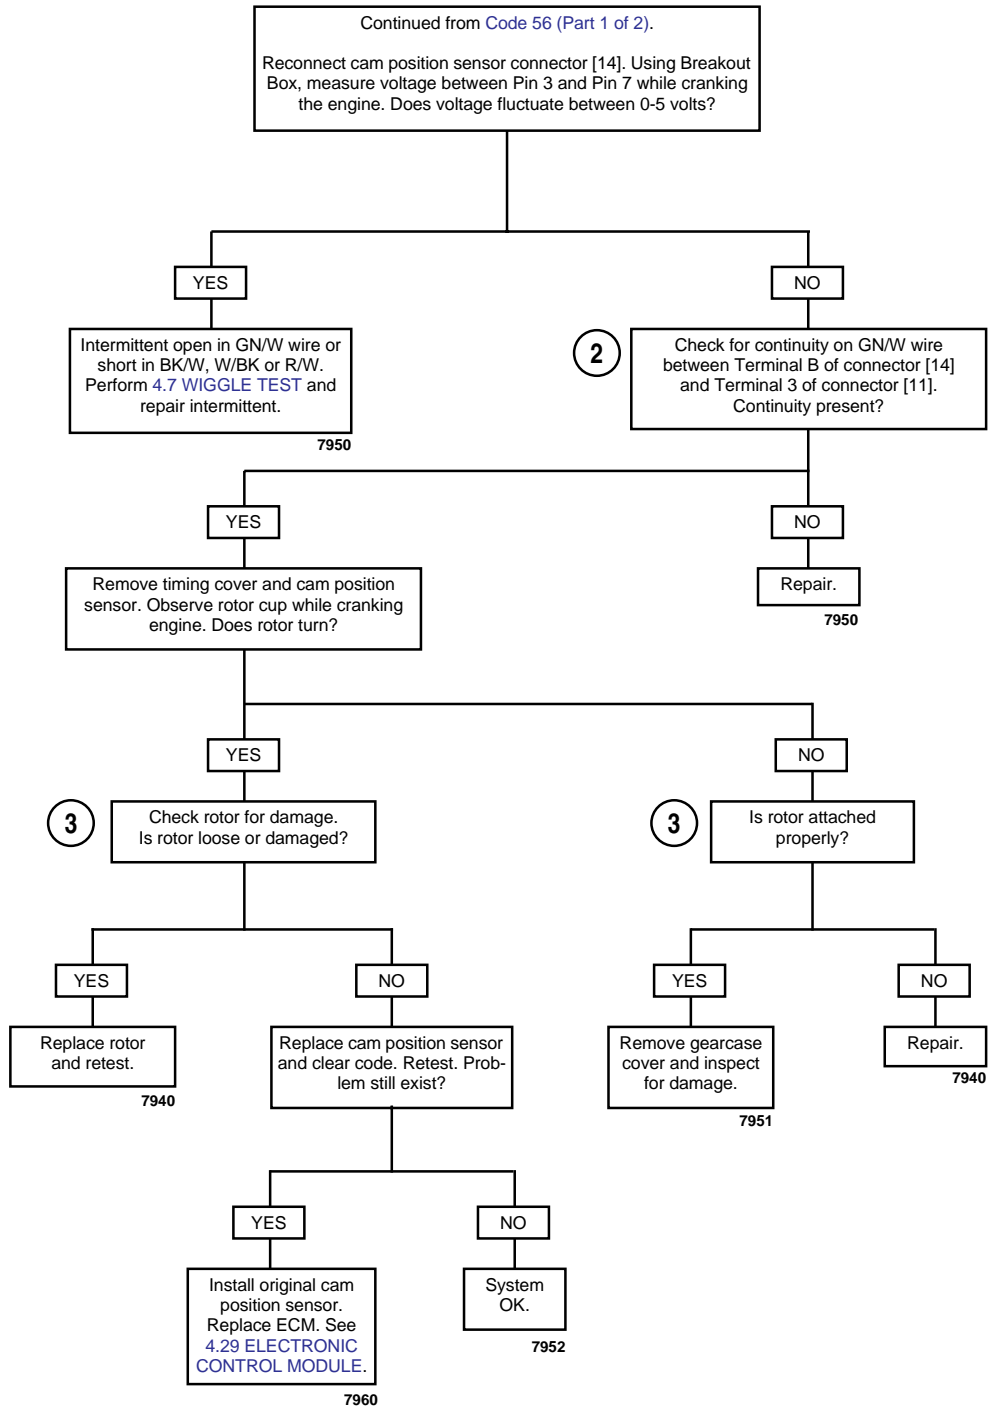 Continued from Code 56 (Part 1 of 2).
Reconnect cam position sensor connector [14]. Using Breakout
Box, measure voltage between Pin 3 and Pin 7 while cranking
the engine. Does voltage fluctuate between 0-5 volts?
YES
NO
Intermittent open in GN/W wire or
short in BK/W, W/BK or R/W.
Perform 4.7 WIGGLE TEST and
repair intermittent.
7950
2
Check for continuity on GN/W wire
between Terminal B of connector [14]
and Terminal 3 of connector [11].
Continuity present?
YES
NO
Remove timing cover and cam position
sensor. Observe rotor cup while cranking
engine. Does rotor turn?
Repair.
7950
YES
NO
3
Check rotor for damage.
Is rotor loose or damaged?
3
Is rotor attached
properly?
YES
NO
YES
NO
Replace rotor
and retest.
7940
Replace cam position sensor
and clear code. Retest. Prob-
lem still exist?
Remove gearcase
cover and inspect
for damage.
7951
Repair.
7940
YES
NO
Install original cam
position sensor.
Replace ECM. See
4.29 ELECTRONIC
CONTROL MODULE.
7960
System
OK.
7952